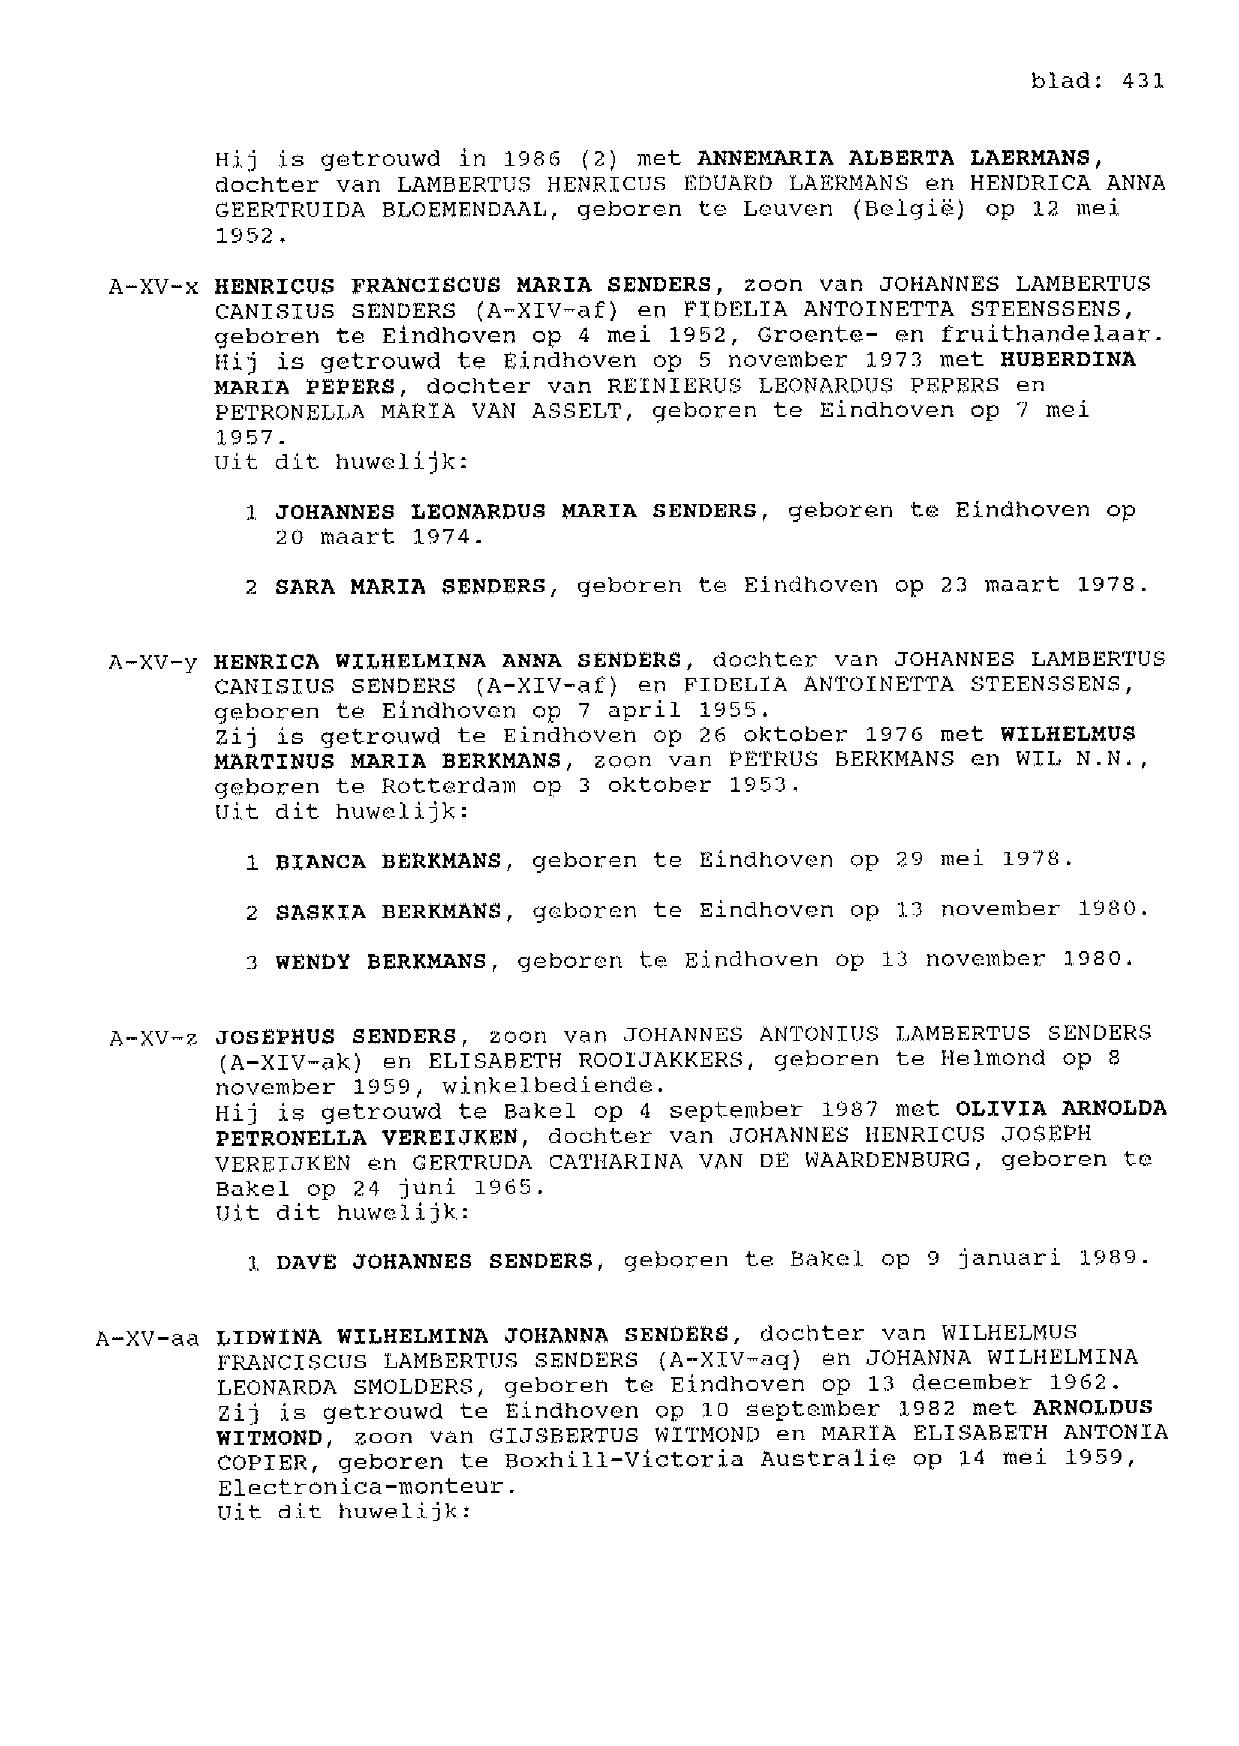 blad: 431
Hij is getrouwd in 1986 (2) met ANNEMARIA ALBERTA LAERMANS,
dochter van LAMBERTUS HENRICUS EDUARD LAERMANS en HENDRICA ANNA
GEERTRUIDA BLOEMENDAAL, geboren te Leuven (België) op 12 mei
1952.
A-XV-x HENRICUS FRANCISCUS MARIA SENDERS, zoon van JOHANNES LAMBERTUS
CANISIUS SENDERS (A-XIV-af) en FIDELIA ANTOINETTA STEENSSENS,
geboren te Eindhoven op 4 mei 1952, Groente- en fruithandelaar.
Hij is getrouwd te Eindhoven op 5 november 1973 met HUBERDINA
MARIA PEPERS, dochter van REINIERUS LEONARDUS PEPERS en
PETRONELLA MARIA VAN ASSELT, geboren te Eindhoven op 7 mei
1957.
Uit dit huwelijk:
1 JOHANNES LEONARDUS MARIA SENDERS, geboren te Eindhoven op
20 maart 1974.
2 SARA MARIA SENDERS, geboren te Eindhoven op 23 maart 1978.
A-XV-y HENRICA WILHELMINA ANNA SENDERS, dochter van JOHANNES LAMBERTUS
CANISIUS SENDERS (A-XIV-af) en FIDELIA ANTOINETTA STEENSSENS,
geboren te Eindhoven op 7 april 1955.
Zij is getrouwd te Eindhoven op 26 oktober 1976 met WILHELMUS
MARTINUS MARIA BERKMANS, zoon van PETRUS BERKMANS en WIL N.N.,
geboren te Rotterdam op 3 oktober 1953.
Uit dit huwelijk:
1 BIANCA BERKMANS, geboren te Eindhoven op 29 mei 1978.
2 SASKIA BERKMANS, geboren te Eindhoven op 13 november 1980.
3 WENDY BERKMANS, geboren te Eindhoven op 13 november 1980.
A-XV-z JOSEPHUS SENDERS, zoon van JOHANNES ANTONIUS LAMBERTUS SENDERS
(A-XIV-ak) en ELISABETH ROOIJAKKERS, geboren te Helmond op 8
november 1959, winkelbediende.
Hij is getrouwd te Bakel op 4 september 1987 met OLIVIA ARNOLDA
PETRONELLA VEREIJKEN, dochter van JOHANNES HENRICUS JOSEPH
VEREIJKEN en GERTRUDA CATHARINA VAN DE WAARDENBURG, geboren te
Bakel op 24 juni 1965.
Uit dit huwelijk:
1 DAVE JOHANNES SENDERS, geboren te Bakel op 9 januari 1989.
A-XV-aa LIDWINA WILHELMINA JOHANNA SENDERS, dochter van WILHELMUS
FRANCISCUS LAMBERTUS SENDERS (A-XIV-aq) en JOHANNA WILHELMINA
LEONARDA SMOLDERS, geboren te Eindhoven op 13 december 1962.
Zij is getrouwd te Eindhoven op 10 september 1982 met ARNOLDUS
WITMOND, zoon van GIJSBERTUS WITMOND en MARIA ELISABETH ANTONIA
COPIER, geboren te Boxhill-Victoria Australie op 14 mei 1959,
Electronica-monteur.
Uit dit huwelijk: